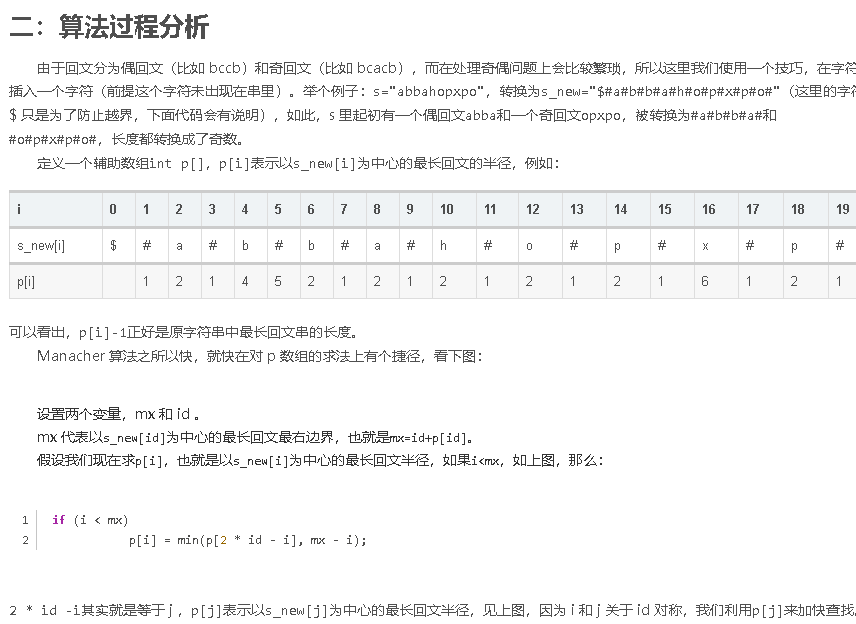 二：算法过程分析
由于回文分为偶回文（比如 bccb）和奇回文（比如 bcacb），而在处理奇偶问题上会比较繁琐，所以这里我们使用一个技巧，在字符
插入一个字符（前提这个字符未出现在串里）。举个例子：s="abbahopxpo"，转换为s_new="$#a#b#b#a#h#o#p#x#p#o#"（这里的字符
$ 只是为了防止越界，下面代码会有说明），如此，s 里起初有一个偶回文abba和一个奇回文opxpo，被转换为#a#b#b#a#和
#o#p#x#p#o#，长度都转换成了奇数。
定义一个辅助数组int p[]，p[i]表示以s_new[i]为中心的最长回文的半径，例如：
i 0 1 2 3 4 5 6 7 8 9 10 11 12 13 14 15 16 17 18 19
s_new[i] $ # a # b # b # a # h # o # p # x # p #
p[i] 1 2 1 4 5 2 1 2 1 2 1 2 1 2 1 6 1 2 1
可以看出，p[i]-1正好是原字符串中最长回文串的长度。
Manacher 算法之所以快，就快在对 p 数组的求法上有个捷径，看下图：
设置两个变量，mx 和 id 。
mx 代表以s_new[id]为中心的最长回文最右边界，也就是mx=id+p[id]。
假设我们现在求p[i]，也就是以s_new[i]为中心的最长回文半径，如果i<mx，如上图，那么：
1 if (i < mx)
2 p[i] = min(p[2 * id - i], mx - i);
2 * id -i其实就是等于 j ，p[j]表示以s_new[j]为中心的最长回文半径，见上图，因为 i 和 j 关于 id 对称，我们利用p[j]来加快查找。